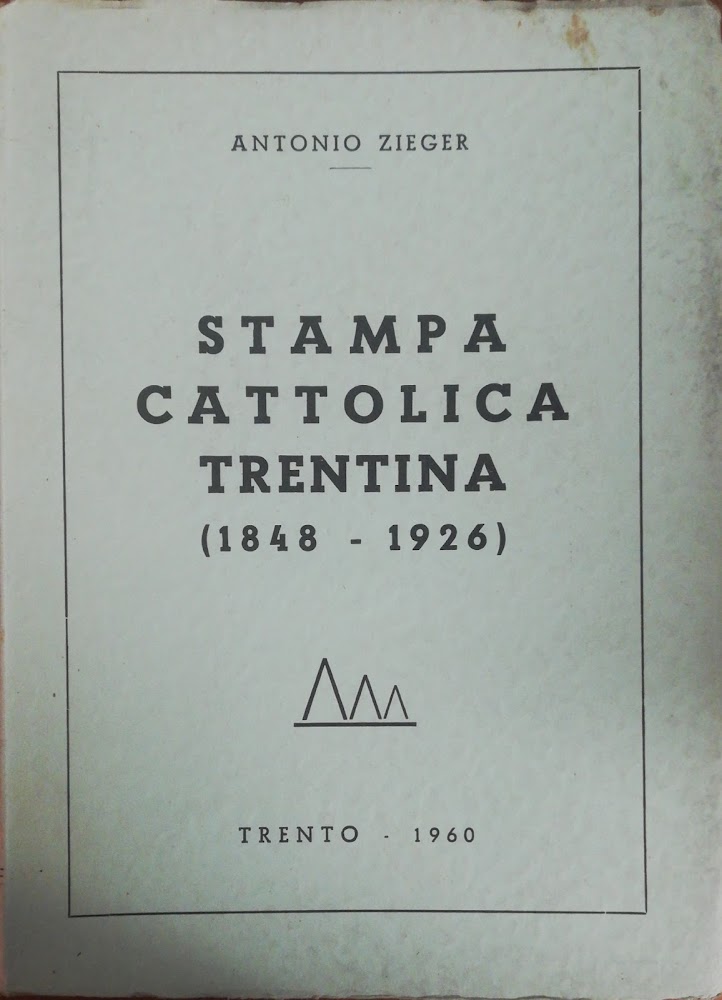 ANTONIO ZIEGER
STAMPA
CATTOLICA
TRENTINA
(1848 - 1926)
TRENTO - 1960